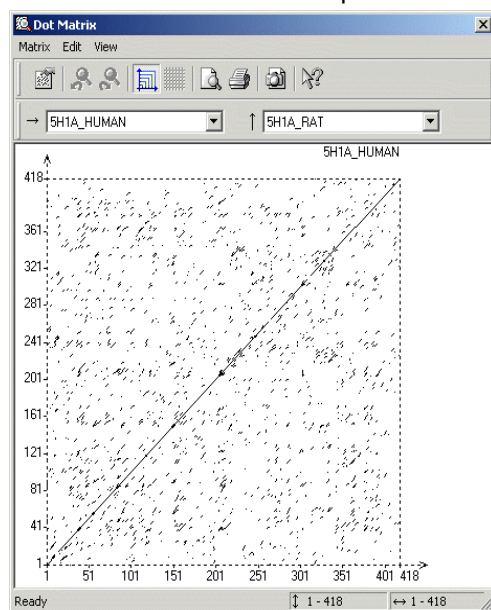 Dot Matrix
Matrix Edit View
→ 5H1A_HUMAN ↑ 5H1A_RAT
5H1A_HUMAN
418
361
321
281
241
201
161
121
81
41
1
1 51 101 151 201 251 301 351 401 418
Ready ↕ 1 - 418 ↔ 1 - 418